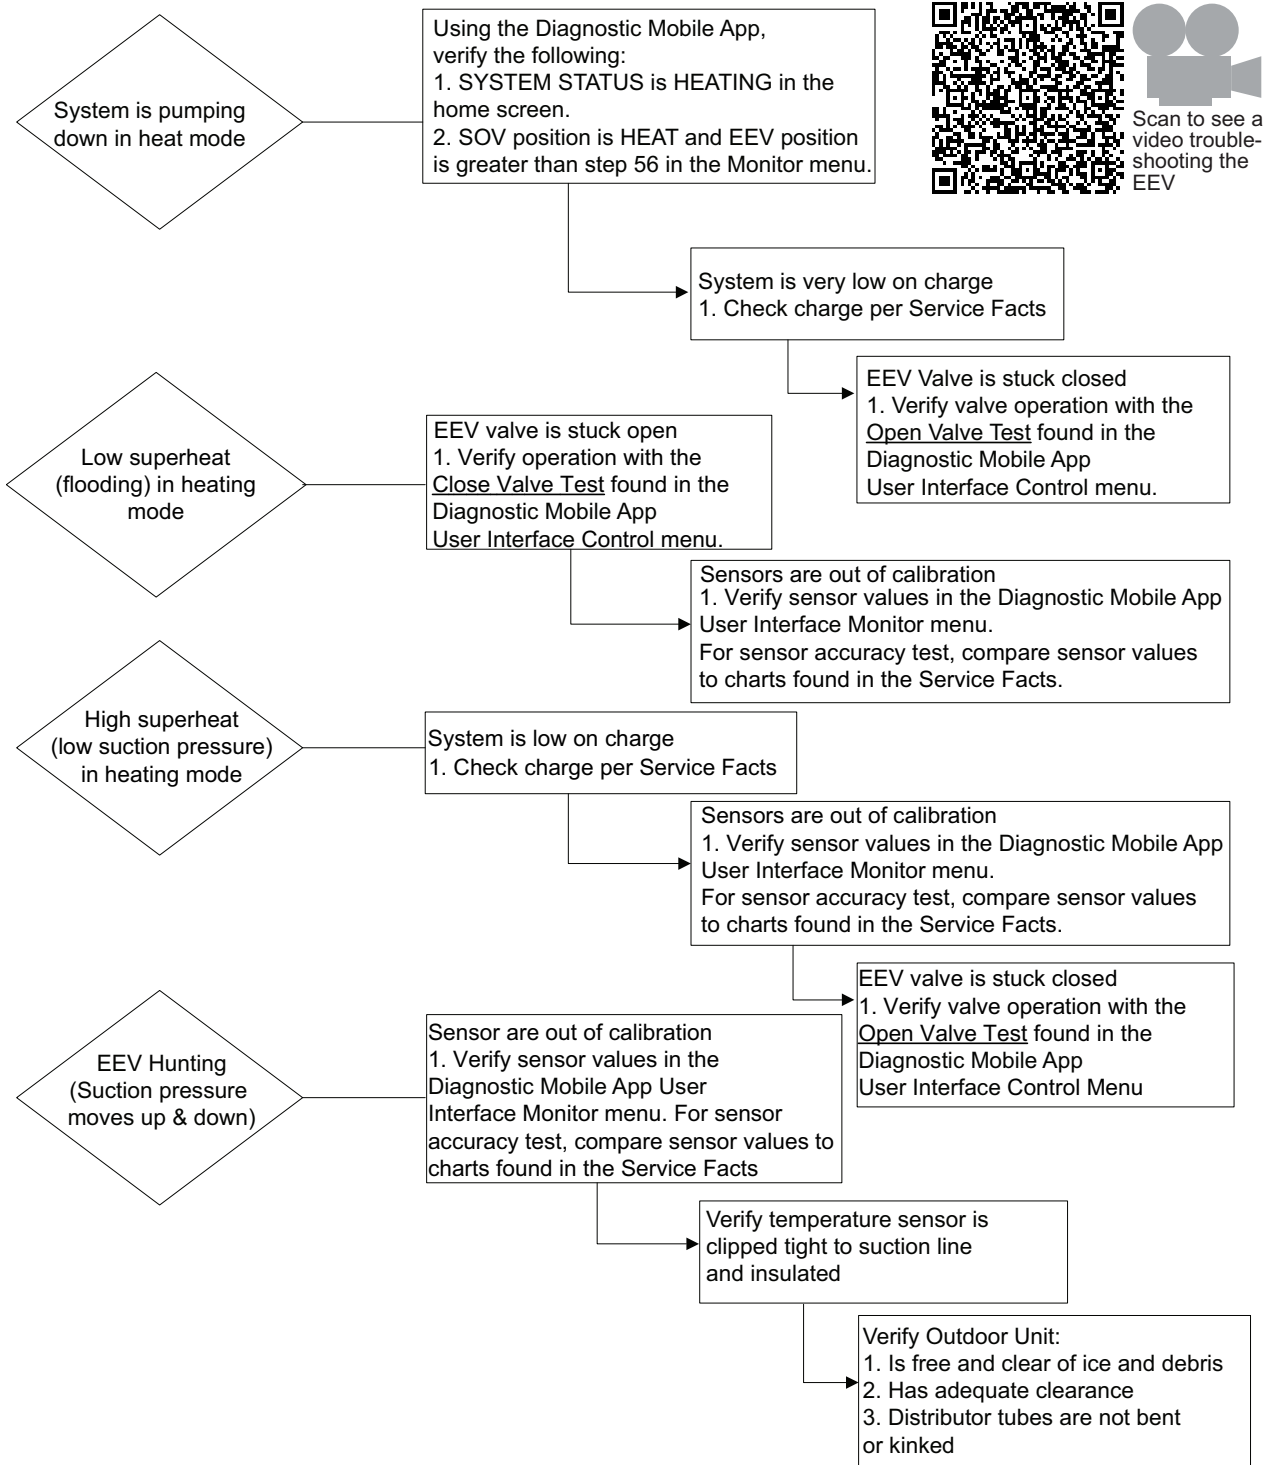 System is pumping
down in heat mode
Using the Diagnostic Mobile App,
verify the following:
1. SYSTEM STATUS is HEATING in the
home screen.
2. SOV position is HEAT and EEV position
is greater than step 56 in the Monitor menu.
Scan to see a
video trouble-
shooting the
EEV
System is very low on charge
1. Check charge per Service Facts
EEV Valve is stuck closed
1. Verify valve operation with the
Open Valve Test found in the
Diagnostic Mobile App
User Interface Control menu.
Low superheat
(flooding) in heating
mode
EEV valve is stuck open
1. Verify operation with the
Close Valve Test found in the
Diagnostic Mobile App
User Interface Control menu.
Sensors are out of calibration
1. Verify sensor values in the Diagnostic Mobile App
User Interface Monitor menu.
For sensor accuracy test, compare sensor values
to charts found in the Service Facts.
High superheat
(low suction pressure)
in heating mode
System is low on charge
1. Check charge per Service Facts
Sensors are out of calibration
1. Verify sensor values in the Diagnostic Mobile App
User Interface Monitor menu.
For sensor accuracy test, compare sensor values
to charts found in the Service Facts.
EEV valve is stuck closed
1. Verify valve operation with the
Open Valve Test found in the
Diagnostic Mobile App
User Interface Control Menu
EEV Hunting
(Suction pressure
moves up & down)
Sensor are out of calibration
1. Verify sensor values in the
Diagnostic Mobile App User
Interface Monitor menu. For sensor
accuracy test, compare sensor values to
charts found in the Service Facts
Verify temperature sensor is
clipped tight to suction line
and insulated
Verify Outdoor Unit:
1. Is free and clear of ice and debris
2. Has adequate clearance
3. Distributor tubes are not bent
or kinked